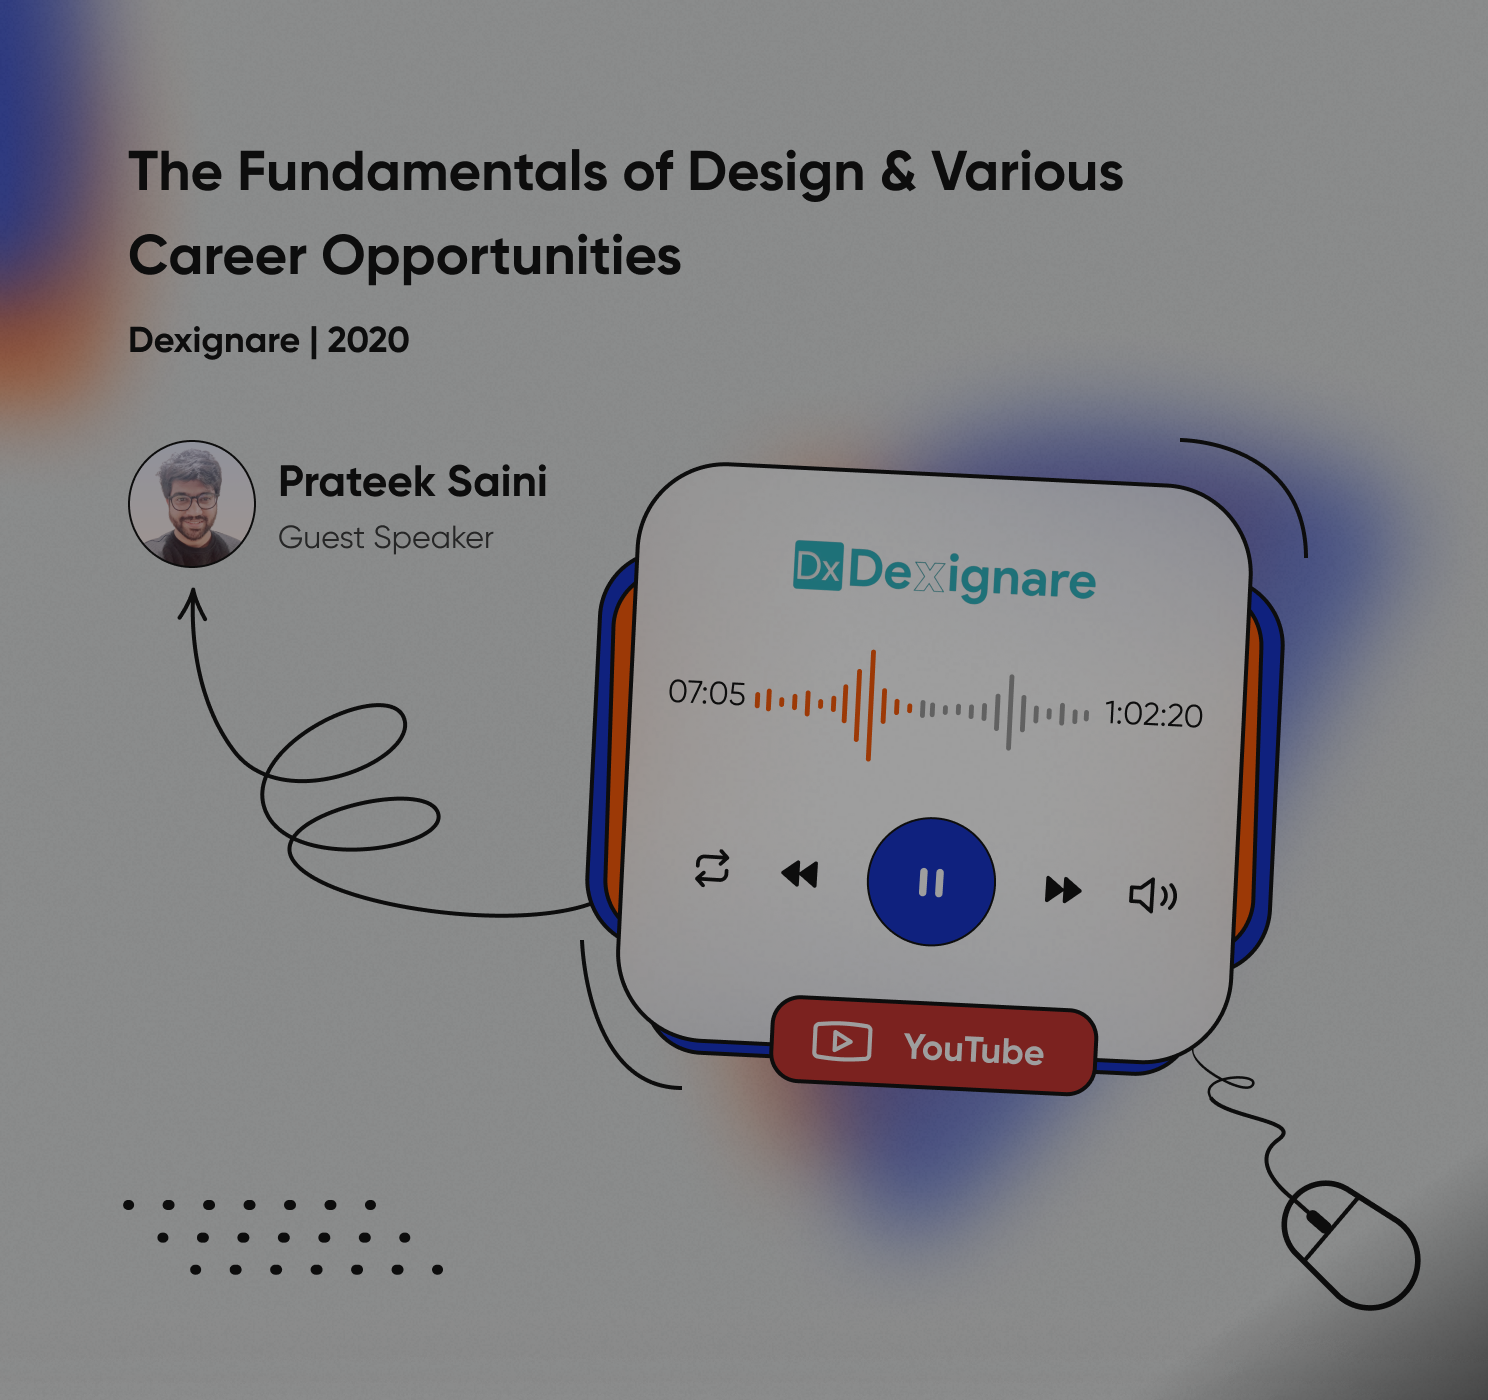 The Fundamentals of Design & Various
Career Opportunities
Dexignare | 2020
Prateek Saini
Guest Speaker
Dx Dexignare
07:05 1:02:20
YouTube